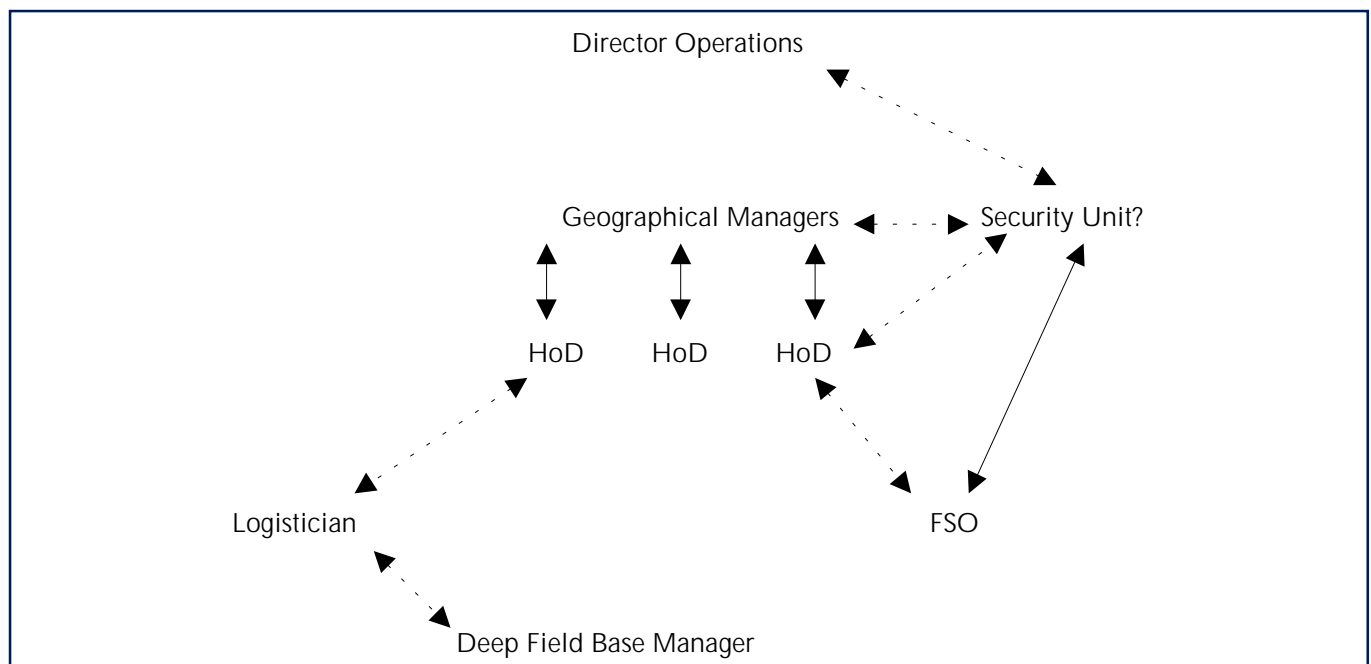 Director Operations
Geographical Managers Security Unit?
HoD HoD HoD
Logistician FSO
Deep Field Base Manager